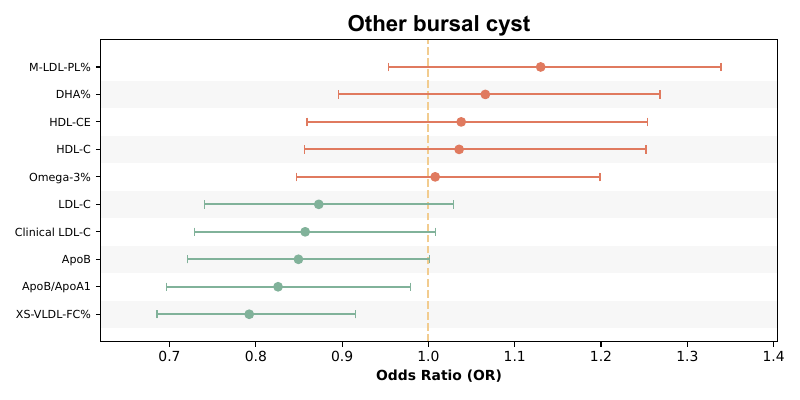 Other bursal cyst
M-LDL-PL%
DHA%
HDL-CE
HDL-C
Omega-3%
LDL-C
Clinical LDL-C
ApoB
ApoB/ApoA1
XS-VLDL-FC%
0.7 0.8 0.9 1.0 1.1 1.2 1.3 1.4
Odds Ratio (OR)